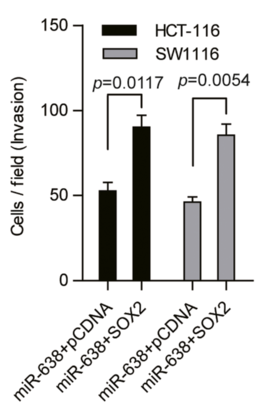 Cells / field (Invasion)
150
100
50
0
HCT-116
SW1116
p=0.0117
p=0.0054
miR-638+pCDNA
miR-638+SOX2
miR-638+pCDNA
miR-638+SOX2